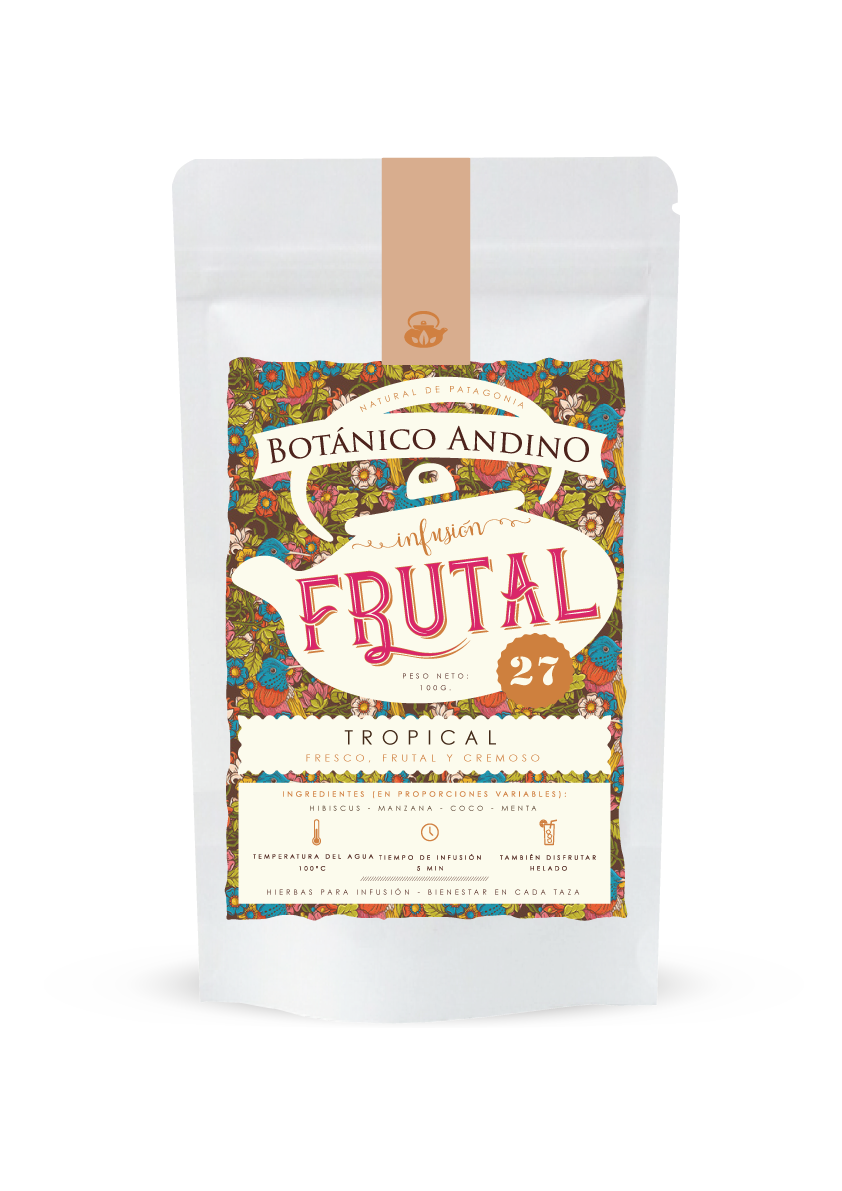 NATURAL DE PATAGONIA
BOTÁNICO ANDINO
infusión
FRUTAL
PESO NETO:
100G.
27
TROPICAL
FRESCO, FRUTAL Y CREMOSO
INGREDIENTES (EN PROPORCIONES VARIABLES):
HIBISCUS - MANZANA - COCO - MENTA
TEMPERATURA DEL AGUA
100°C
TIEMPO DE INFUSIÓN
5 MIN
TAMBIÉN DISFRUTAR
HELADO
HIERBAS PARA INFUSIÓN - BIENESTAR EN CADA TAZA